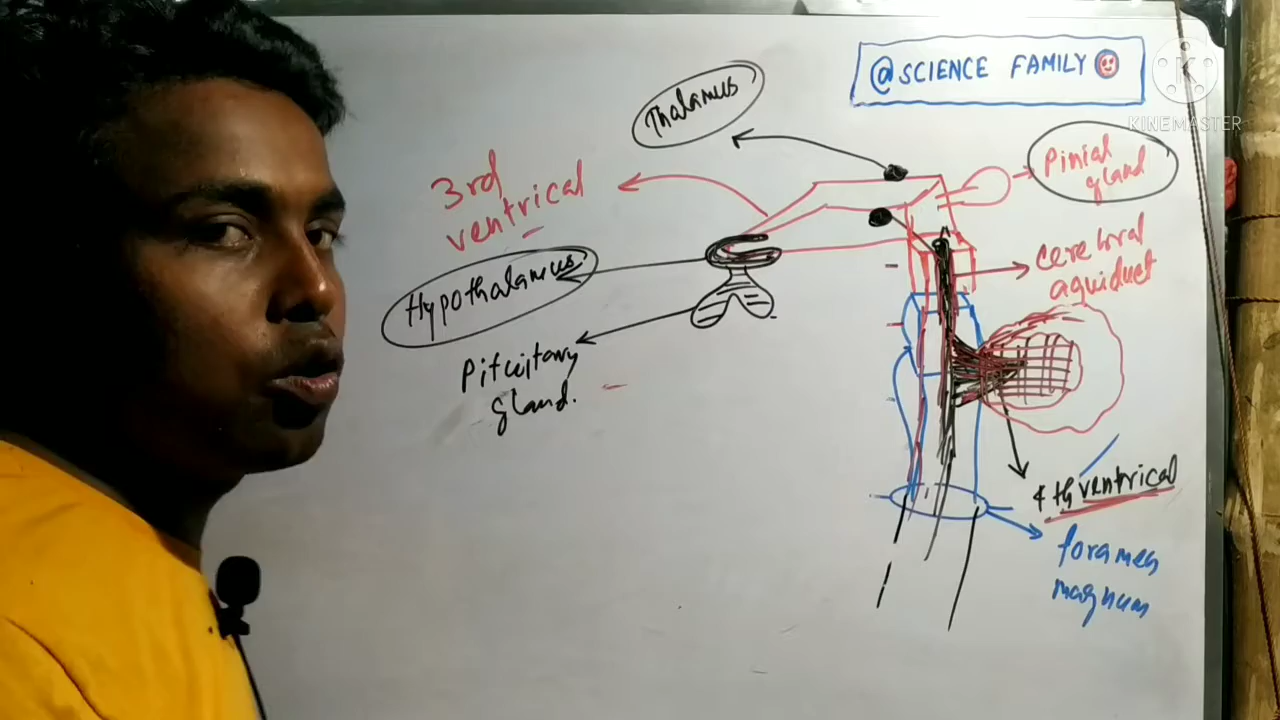 @SCIENCE FAMILY
KINEMASTER
Thalamus
Pinial
gland
3rd
ventrical
Hypothalamus
cerebral
aquiduct
Pituitary
gland.
4th ventrical
foramen
magnum